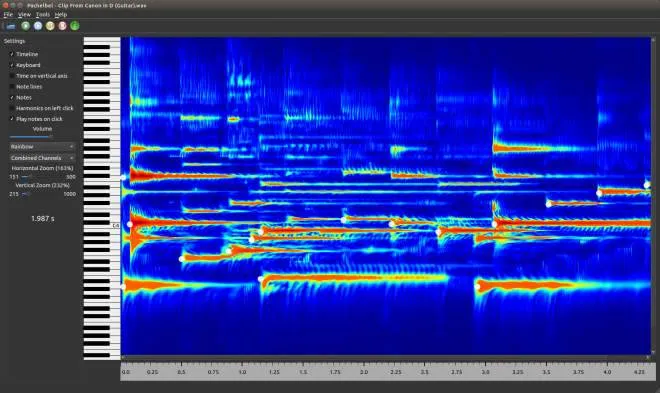 Pachelbel - Clip From Canon in D (Guitar).wav
File View Tools Help
Settings
Timeline
Keyboard
Time on vertical axis
Note lines
Notes
Harmonics on left click
Play notes on click
Volume
Rainbow
Combined Channels
Horizontal Zoom (163%)
151 500
Vertical Zoom (232%)
215 1000
1.987 s
C4
0.0 0.25 0.5 0.75 1.0 1.25 1.5 1.75 2.0 2.25 2.5 2.75 3.0 3.25 3.5 3.75 4.0 4.25